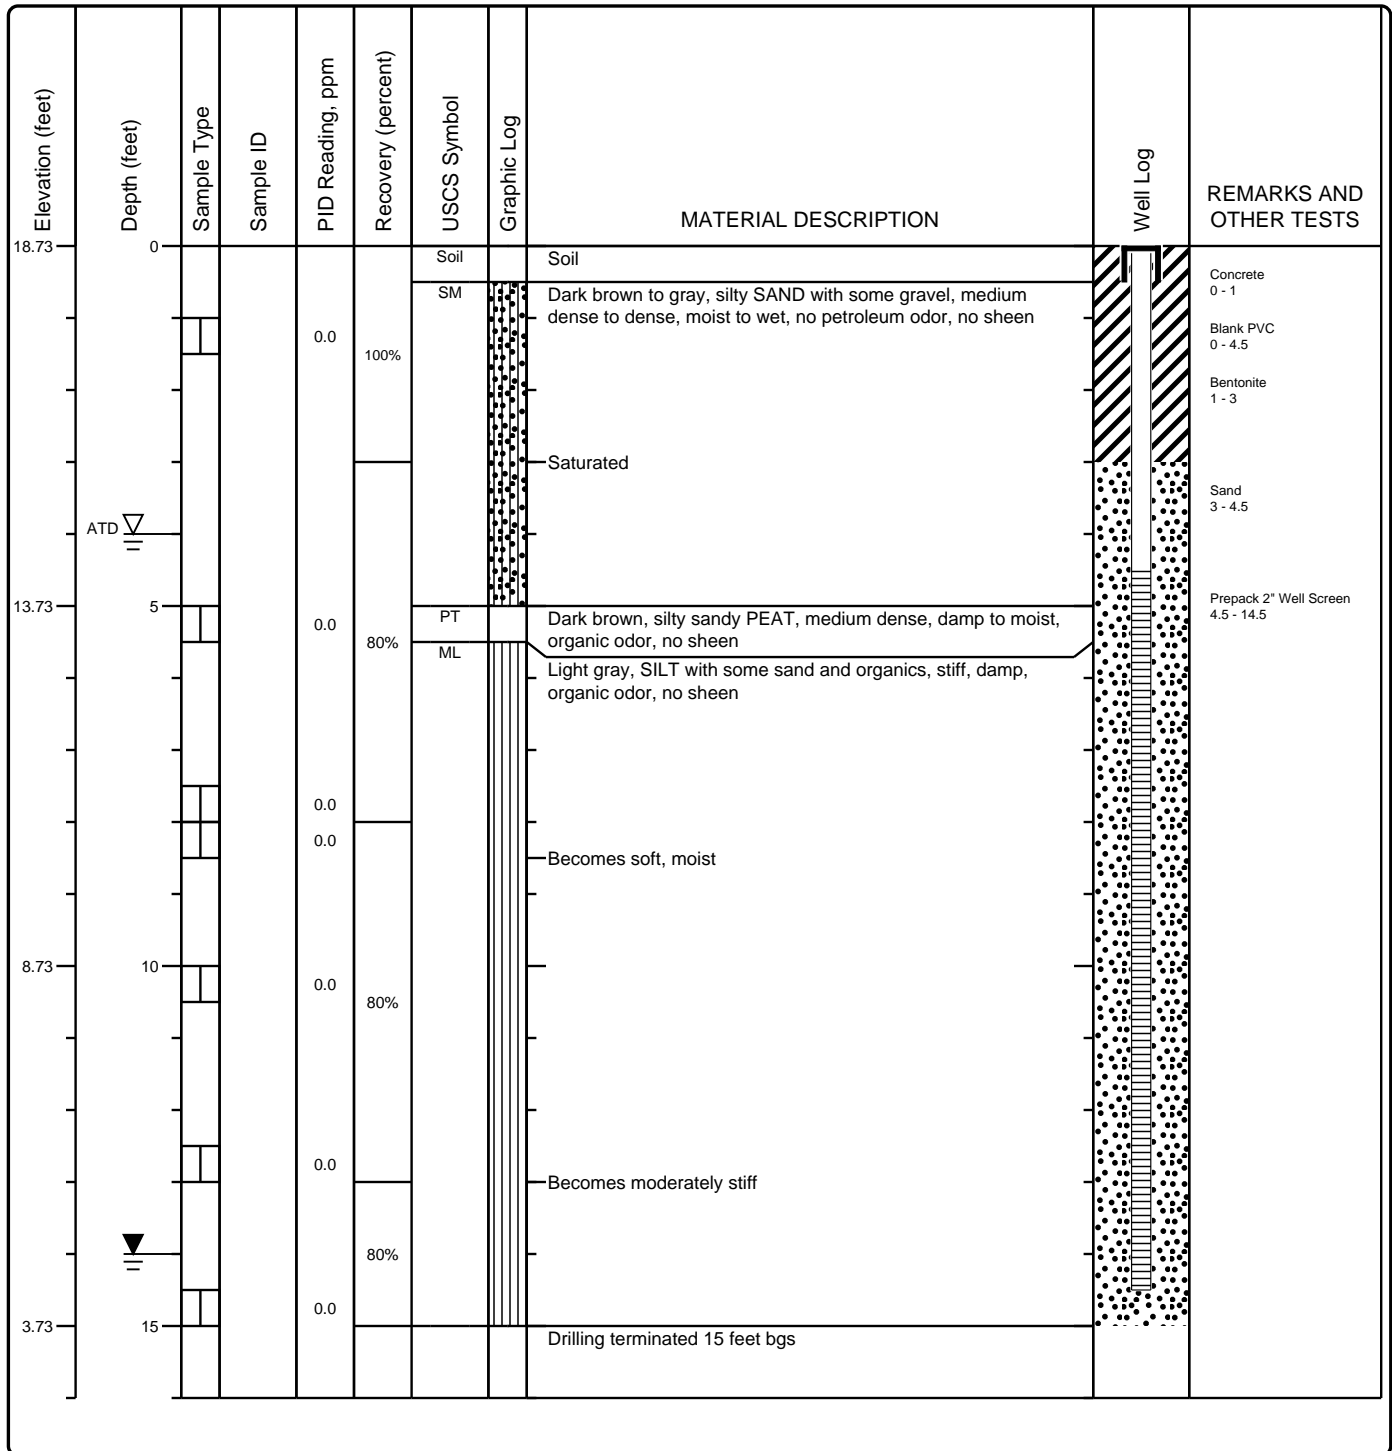 Elevation (feet)
Depth (feet)
Sample Type
Sample ID
PID Reading, ppm
Recovery (percent)
USCS Symbol
Graphic Log
MATERIAL DESCRIPTION
Well Log
REMARKS AND
OTHER TESTS
18.73
0
Soil
Soil
Concrete
0 - 1
SM
Dark brown to gray, silty SAND with some gravel, medium
dense to dense, moist to wet, no petroleum odor, no sheen
0.0
100%
Blank PVC
0 - 4.5
Bentonite
1 - 3
Saturated
Sand
3 - 4.5
ATD
13.73
5
0.0
80%
PT
Dark brown, silty sandy PEAT, medium dense, damp to moist,
organic odor, no sheen
Prepack 2" Well Screen
4.5 - 14.5
ML
Light gray, SILT with some sand and organics, stiff, damp,
organic odor, no sheen
0.0
0.0
Becomes soft, moist
8.73
10
0.0
80%
0.0
Becomes moderately stiff
80%
0.0
3.73
15
Drilling terminated 15 feet bgs